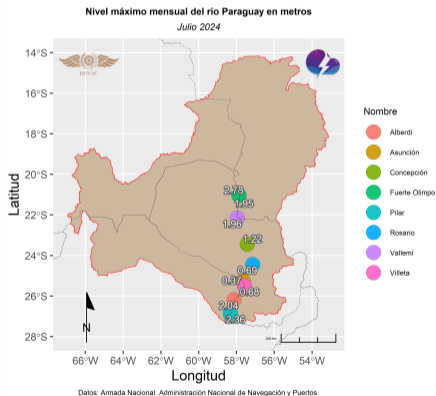 Nivel máximo mensual del río Paraguay en metros
Julio 2024
14°S
16°S
18°S
20°S
22°S
24°S
26°S
28°S
Latitud
DINAC
2.73
1.95
1.96
1.22
0.69
0.37
0.68
2.04
2.36
N
66°W 64°W 62°W 60°W 58°W 56°W 54°W
Longitud
Nombre
Alberdi
Asunción
Concepción
Fuerte Olimpo
Pilar
Rosario
Vallemí
Villeta
Datos: Armada Nacional. Administración Nacional de Navegación y Puertos.